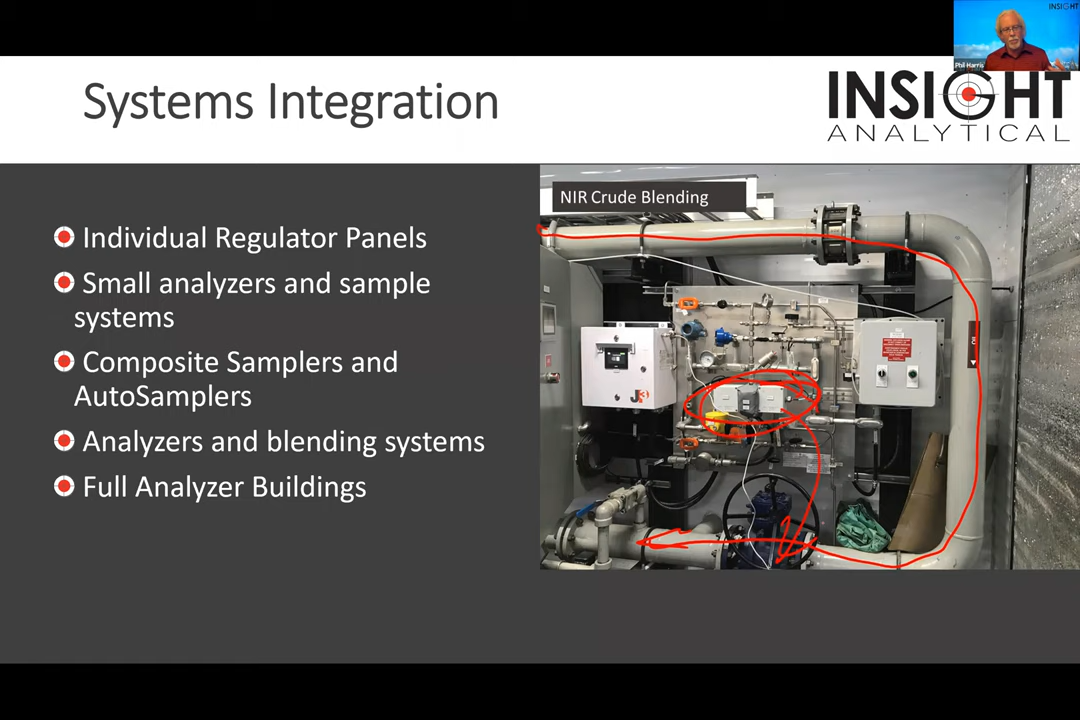 INSIGHT
Phil Harris
Systems Integration
INSIGHT
ANALYTICAL
NIR Crude Blending
Individual Regulator Panels
Small analyzers and sample
systems
Composite Samplers and
AutoSamplers
Analyzers and blending systems
Full Analyzer Buildings
JP3